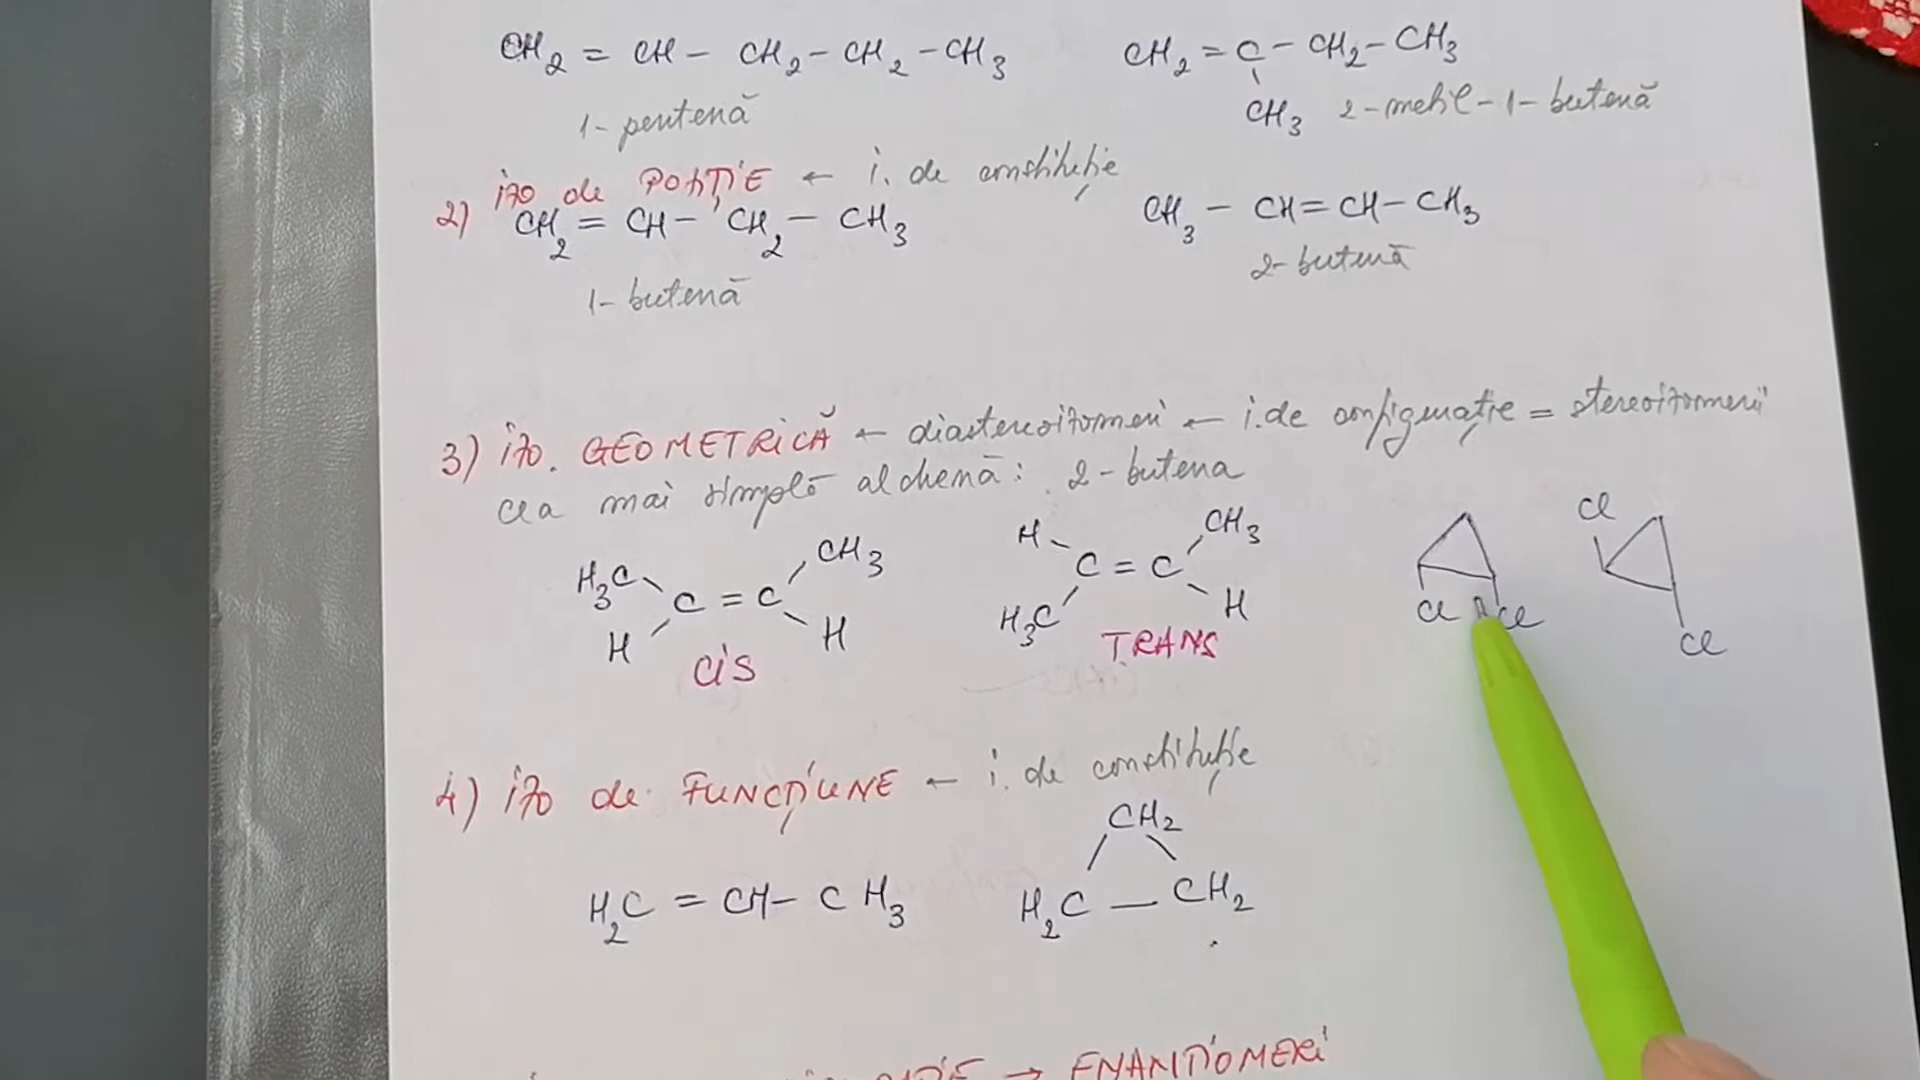 CH2 = CH - CH2 - CH2 - CH3
CH2 = C - CH2 - CH3
CH3
1- pentenă
2-metil-1-butenă
2) izo de POZIȚIE ← i. de constituție
CH2 = CH - CH2 - CH3
CH3 - CH = CH - CH3
1- butenă
2- butenă
3) izo. GEOMETRICĂ ← diastereoizomeri ← i. de configurație = stereoizomeri
cea mai simplă alchenă: 2-butena
H3C C = C CH3
H H
CIS
H C = C CH3
H3C H
TRANS
Cl Cl
Cl
Cl
4) izo de FUNCȚIUNE ← i. de constituție
H2C = CH - CH3
CH2
H2C - CH2
→ ENANTIOMERI